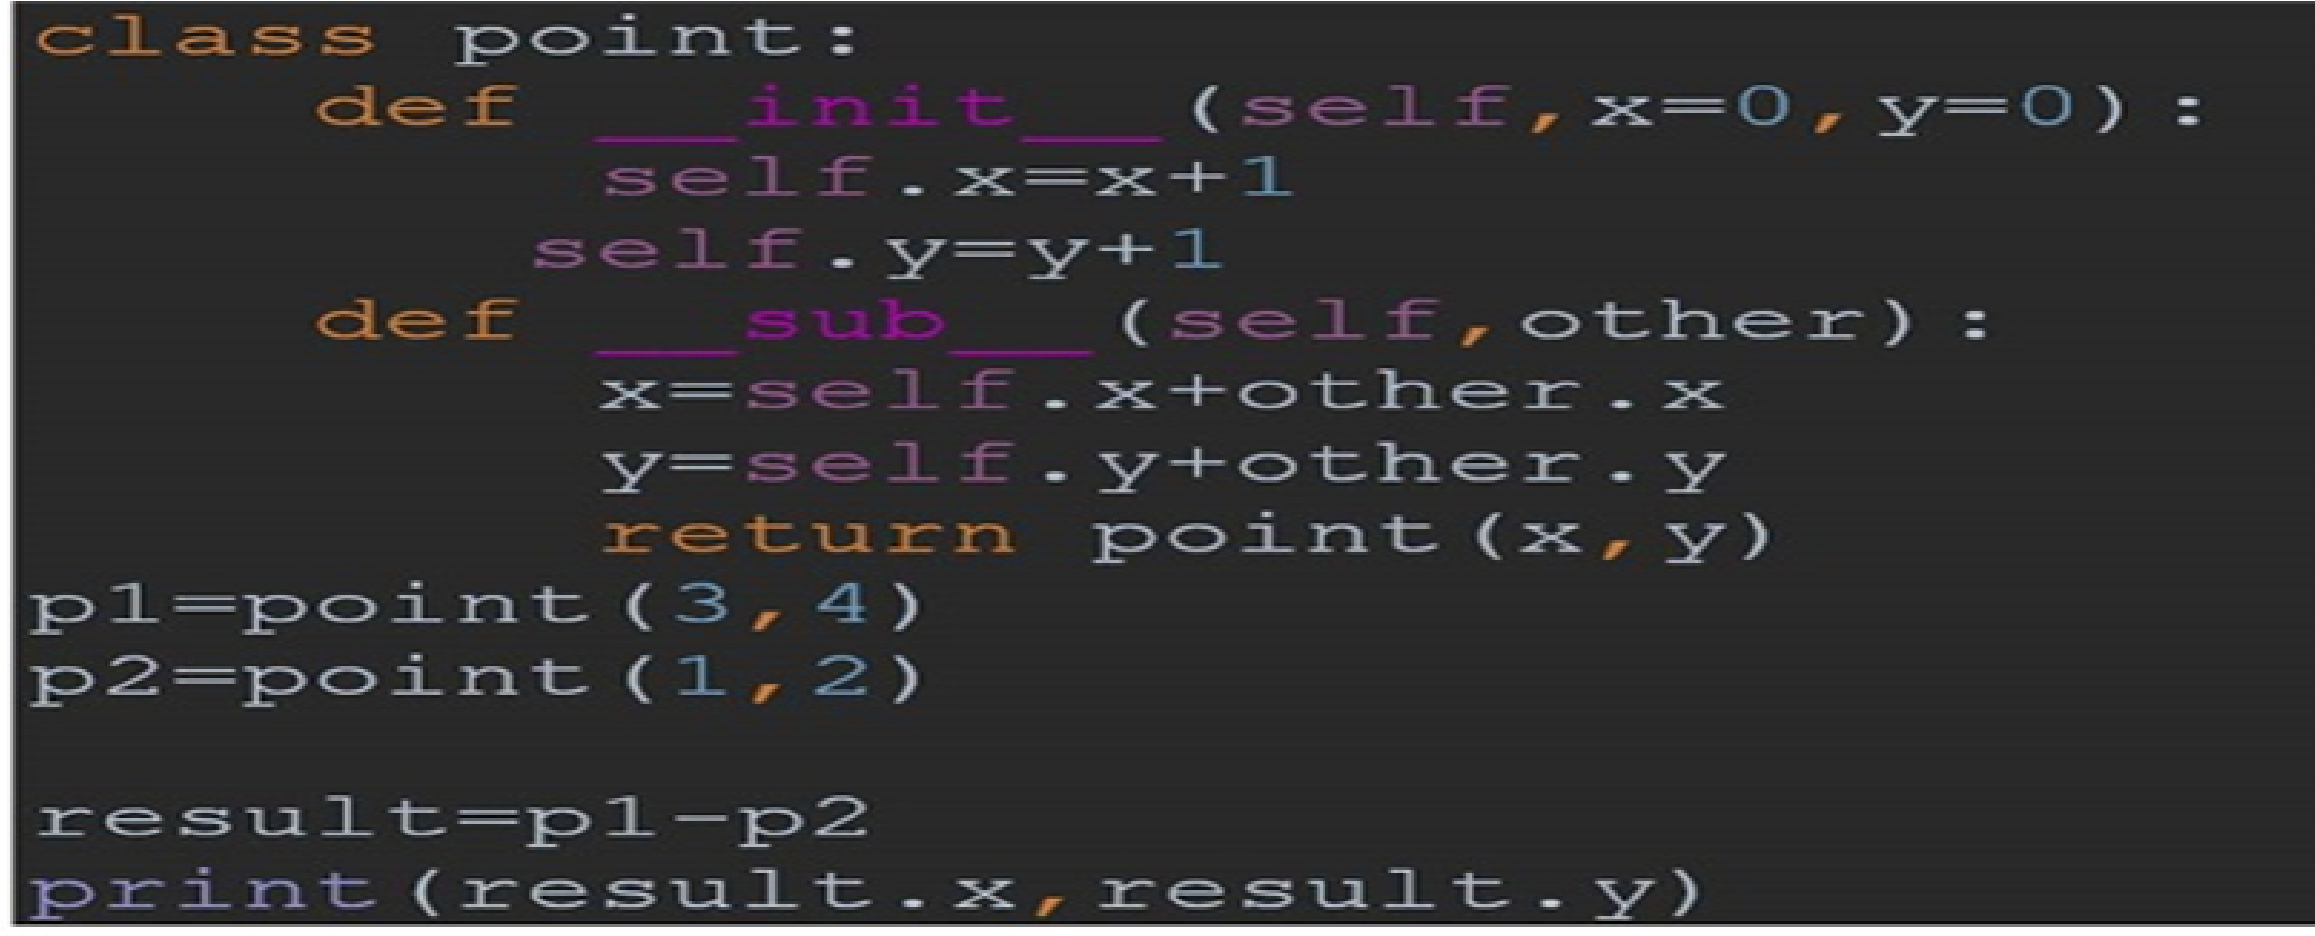 class point:
    def __init__(self,x=0,y=0):
        self.x=x+1
       self.y=y+1
    def __sub__(self,other):
        x=self.x+other.x
        y=self.y+other.y
        return point(x,y)
p1=point(3,4)
p2=point(1,2)

result=p1-p2
print(result.x,result.y)